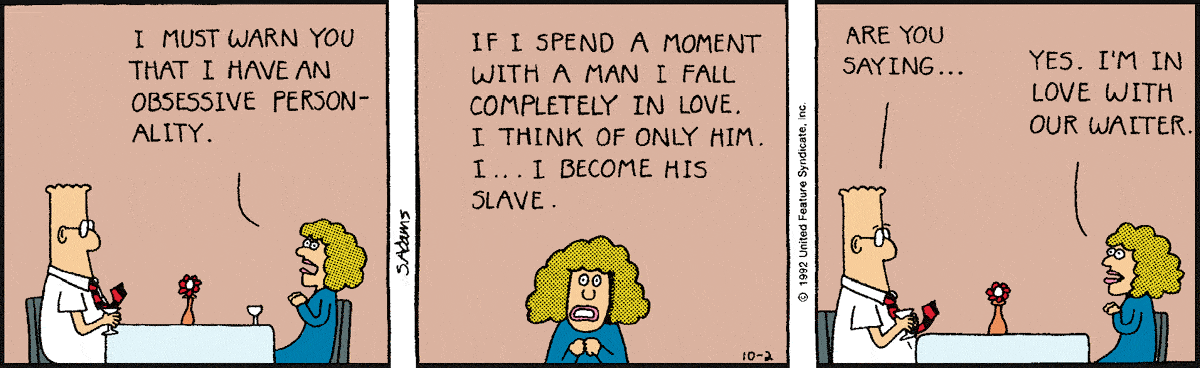 I MUST WARN YOU
THAT I HAVE AN
OBSESSIVE PERSON-
ALITY.
S.Adams
IF I SPEND A MOMENT
WITH A MAN I FALL
COMPLETELY IN LOVE.
I THINK OF ONLY HIM.
I... I BECOME HIS
SLAVE.
10-2
© 1992 United Feature Syndicate, Inc.
ARE YOU
SAYING...
YES. I'M IN
LOVE WITH
OUR WAITER.